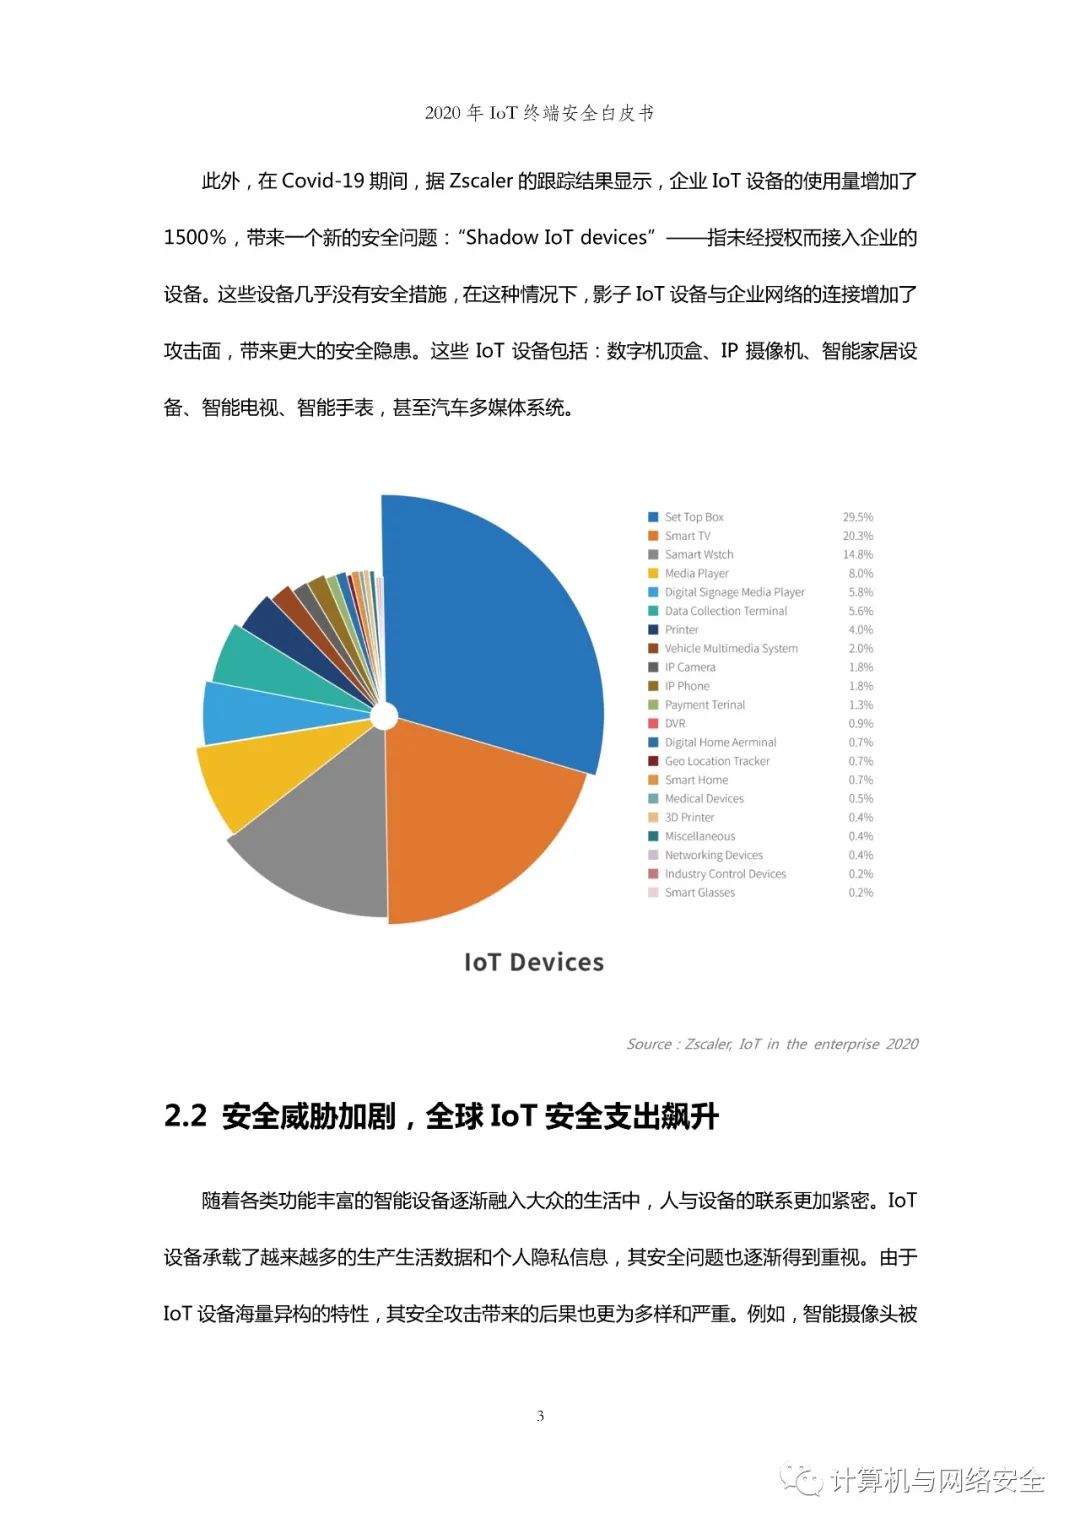 2020 年 IoT 终端安全白皮书
此外，在 Covid-19 期间，据 Zscaler 的跟踪结果显示，企业 IoT 设备的使用量增加了
1500%，带来一个新的安全问题：“Shadow IoT devices”——指未经授权而接入企业的
设备。这些设备几乎没有安全措施，在这种情况下，影子 IoT 设备与企业网络的连接增加了
攻击面，带来更大的安全隐患。这些 IoT 设备包括：数字机顶盒、IP 摄像机、智能家居设
备、智能电视、智能手表，甚至汽车多媒体系统。
Set Top Box 29.5%
Smart TV 20.3%
Samart Wstch 14.8%
Media Player 8.0%
Digital Signage Media Player 5.8%
Data Collection Terminal 5.6%
Printer 4.0%
Vehicle Multimedia System 2.0%
IP Camera 1.8%
IP Phone 1.8%
Payment Terinal 1.3%
DVR 0.9%
Digital Home Aerminal 0.7%
Geo Location Tracker 0.7%
Smart Home 0.7%
Medical Devices 0.5%
3D Printer 0.4%
Miscellaneous 0.4%
Networking Devices 0.4%
Industry Control Devices 0.2%
Smart Glasses 0.2%
IoT Devices
Source：Zscaler, IoT in the enterprise 2020
2.2 安全威胁加剧，全球 IoT 安全支出飙升
随着各类功能丰富的智能设备逐渐融入大众的生活中，人与设备的联系更加紧密。IoT
设备承载了越来越多的生产生活数据和个人隐私信息，其安全问题也逐渐得到重视。由于
IoT 设备海量异构的特性，其安全攻击带来的后果也更为多样和严重。例如，智能摄像头被
3
计算机与网络安全